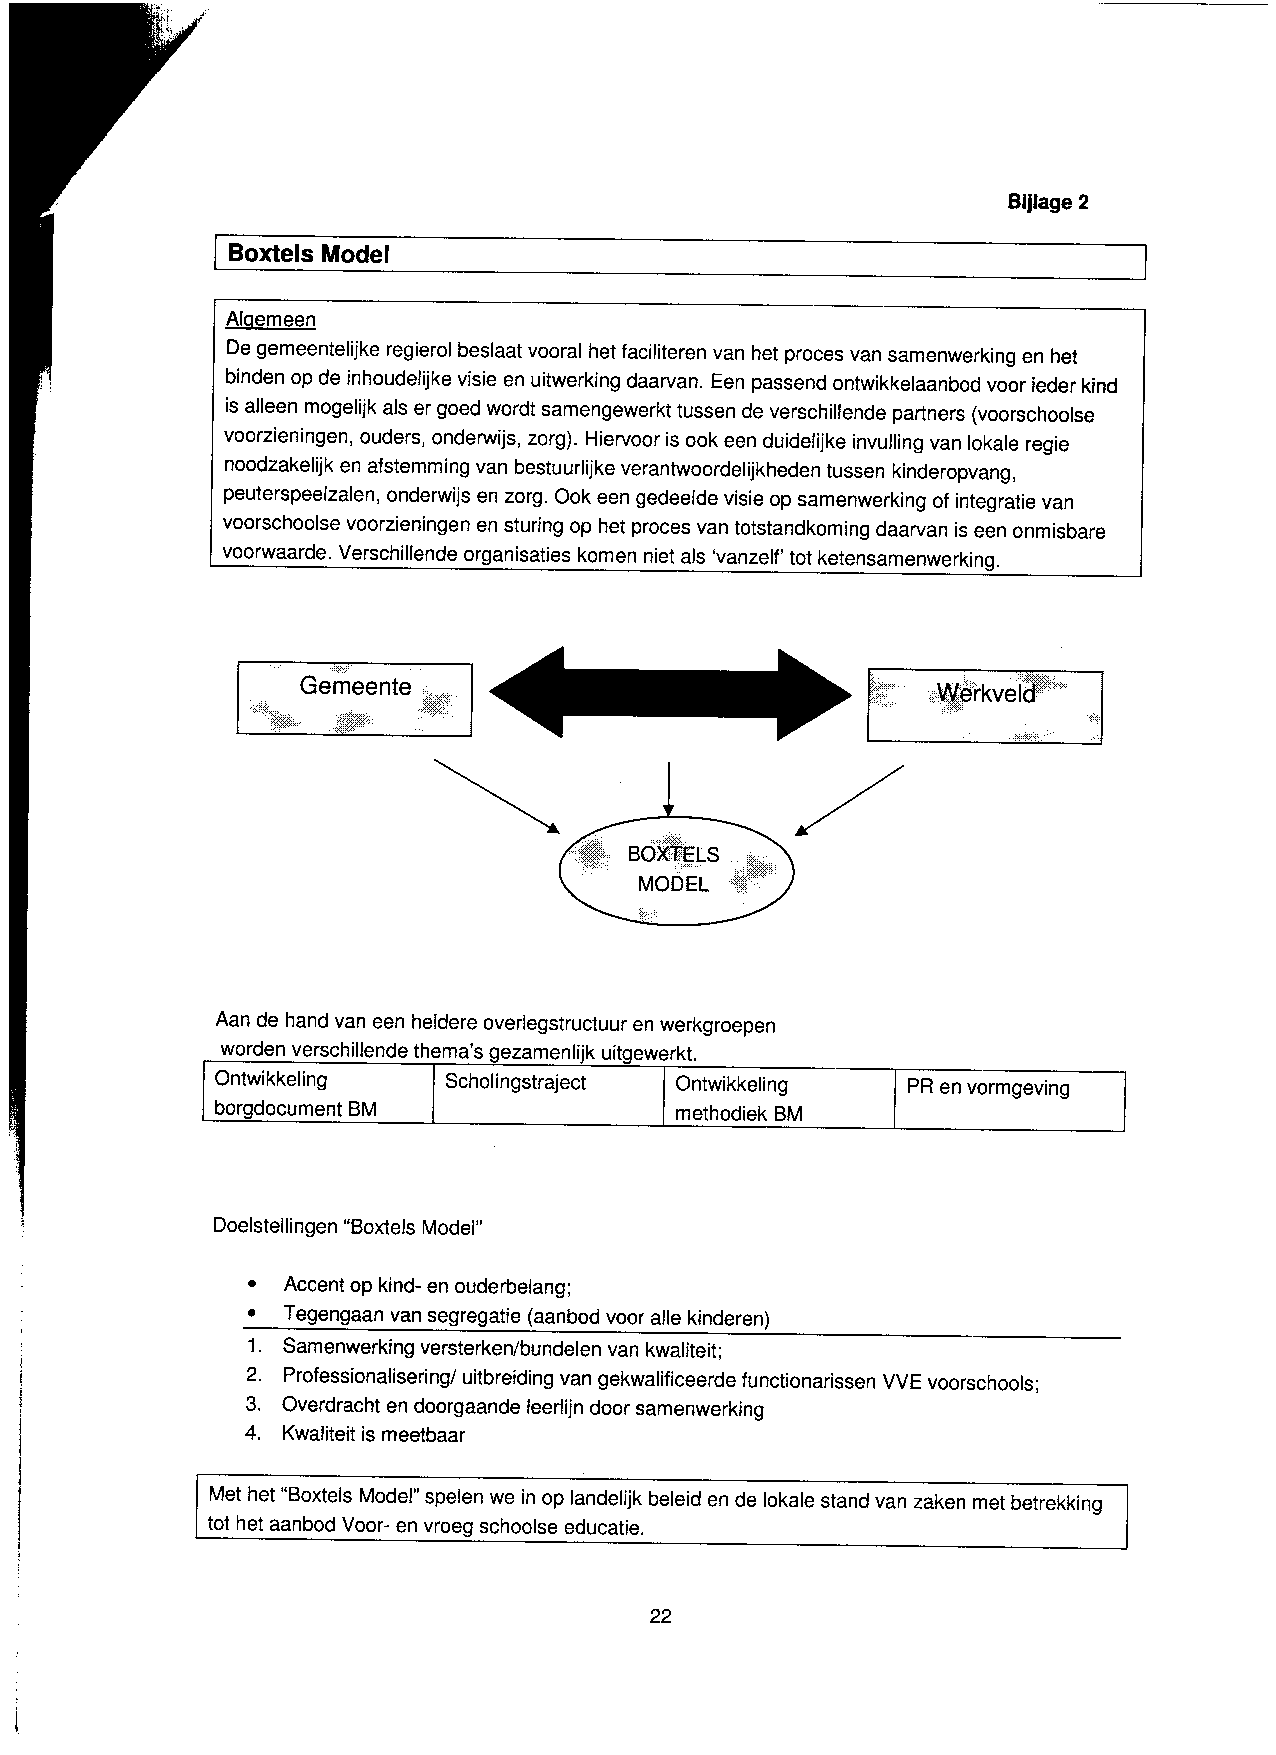 Bijlage 2
Boxtels Model
Algemeen
De gemeentelijke regierol beslaat vooral het faciliteren van het proces van samenwerking en het
binden op de inhoudelijke visie en uitwerking daarvan. Een passend ontwikkelaanbod voor ieder kind
is alleen mogelijk als er goed wordt samengewerkt tussen de verschillende partners (voorschoolse
voorzieningen, ouders, onderwijs, zorg). Hiervoor is ook een duidelijke invulling van lokale regie
noodzakelijk en afstemming van bestuurlijke verantwoordelijkheden tussen kinderopvang,
peuterspeelzalen, onderwijs en zorg. Ook een gedeelde visie op samenwerking of integratie van
voorschoolse voorzieningen en sturing op het proces van totstandkoming daarvan is een onmisbare
voorwaarde. Verschillende organisaties komen niet als ‘vanzelf’ tot ketensamenwerking.
Gemeente
Werkveld
BOXTELS
MODEL
Aan de hand van een heldere overlegstructuur en werkgroepen
worden verschillende thema's gezamenlijk uitgewerkt.
Ontwikkeling Scholingstraject Ontwikkeling PR en vormgeving
borgdocument BM methodiek BM
Doelstellingen “Boxtels Model”
• Accent op kind- en ouderbelang;
• Tegengaan van segregatie (aanbod voor alle kinderen)
1. Samenwerking versterken/bundelen van kwaliteit;
2. Professionalisering/ uitbreiding van gekwalificeerde functionarissen VVE voorschools;
3. Overdracht en doorgaande leerlijn door samenwerking
4. Kwaliteit is meetbaar
Met het “Boxtels Model” spelen we in op landelijk beleid en de lokale stand van zaken met betrekking
tot het aanbod Voor- en vroeg schoolse educatie.
22